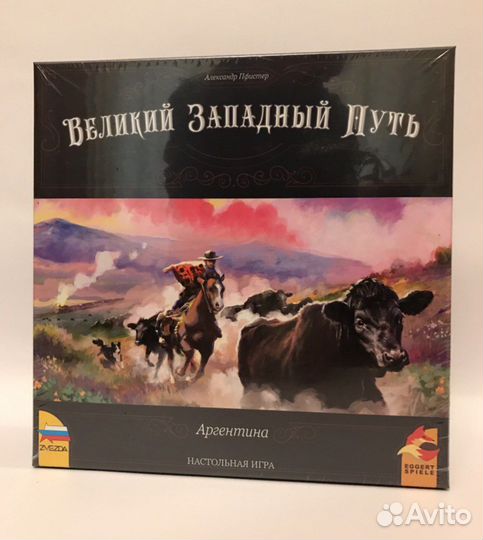 Александр Пфистер
Великий Западный Путь
Аргентина
НАСТОЛЬНАЯ ИГРА
ZVEZDA
EGGERT
SPIELE
Avito